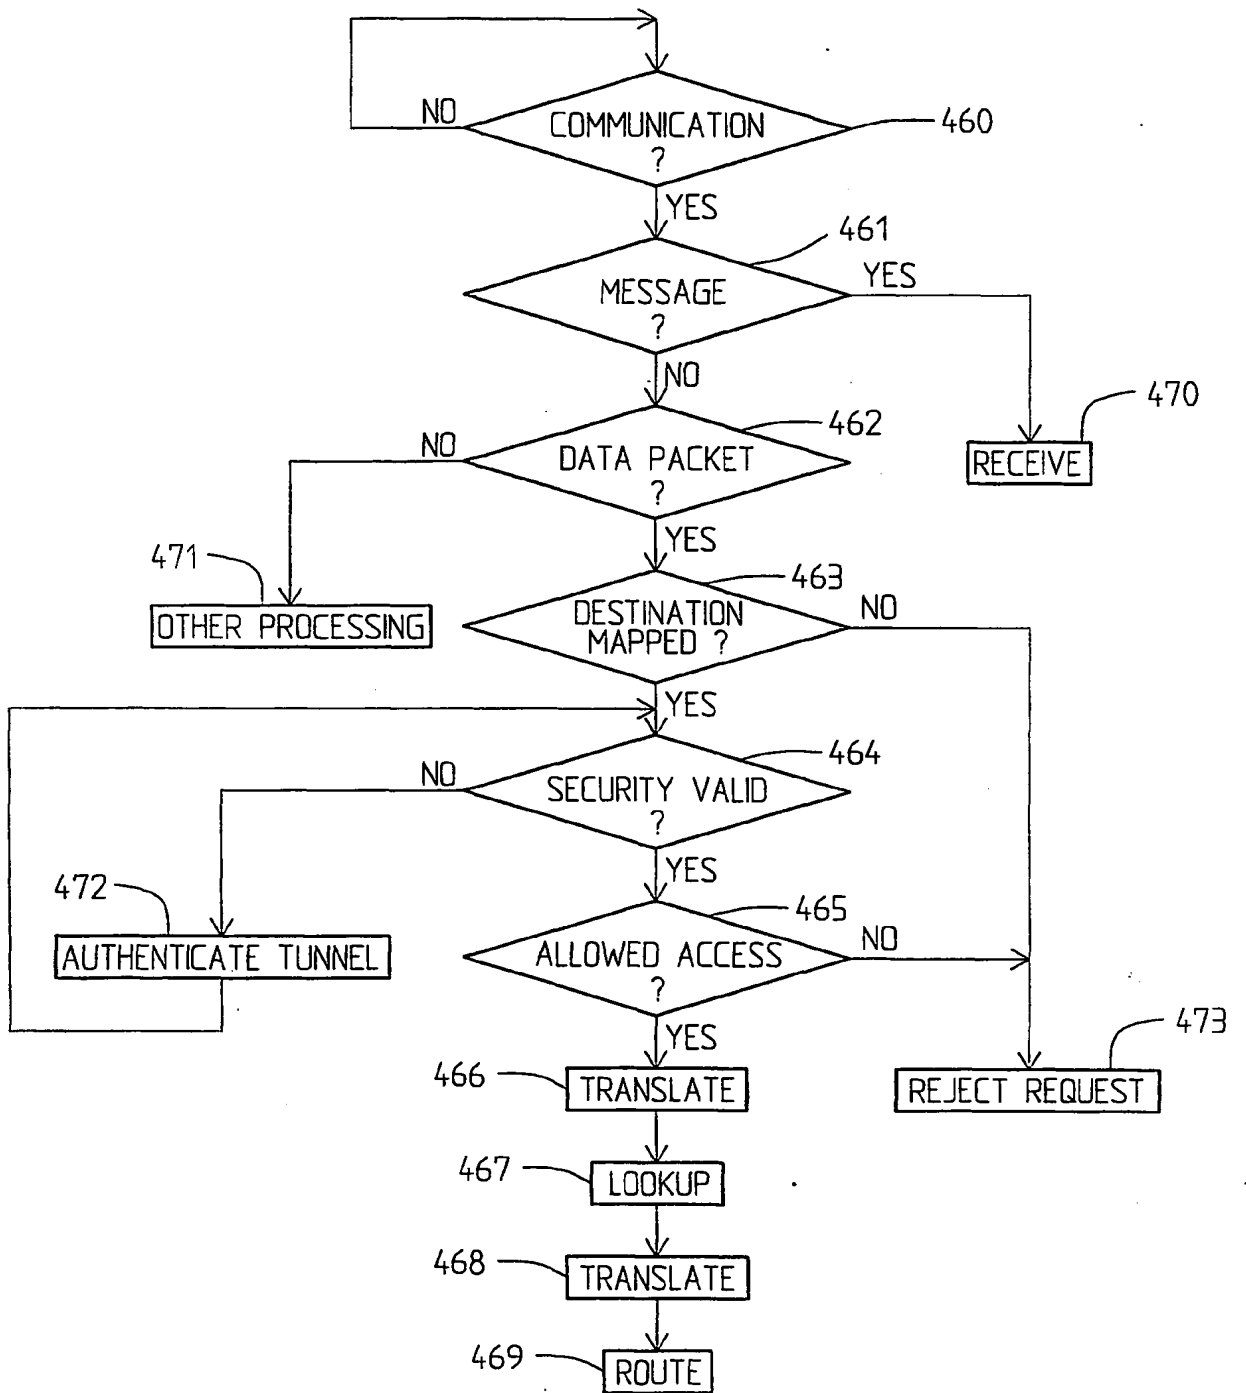 NO
COMMUNICATION
?
460
YES
461
MESSAGE
?
YES
NO
470
RECEIVE
462
NO
DATA PACKET
?
YES
471
OTHER PROCESSING
463
DESTINATION
MAPPED ?
NO
YES
464
NO
SECURITY VALID
?
YES
472
AUTHENTICATE TUNNEL
465
ALLOWED ACCESS
?
NO
YES
473
REJECT REQUEST
466
TRANSLATE
467
LOOKUP
468
TRANSLATE
469
ROUTE